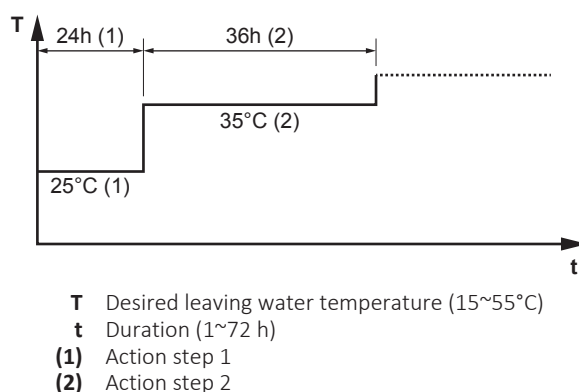 T
24h (1)
36h (2)
35°C (2)
25°C (1)
t
T Desired leaving water temperature (15~55°C)
t Duration (1~72 h)
(1) Action step 1
(2) Action step 2